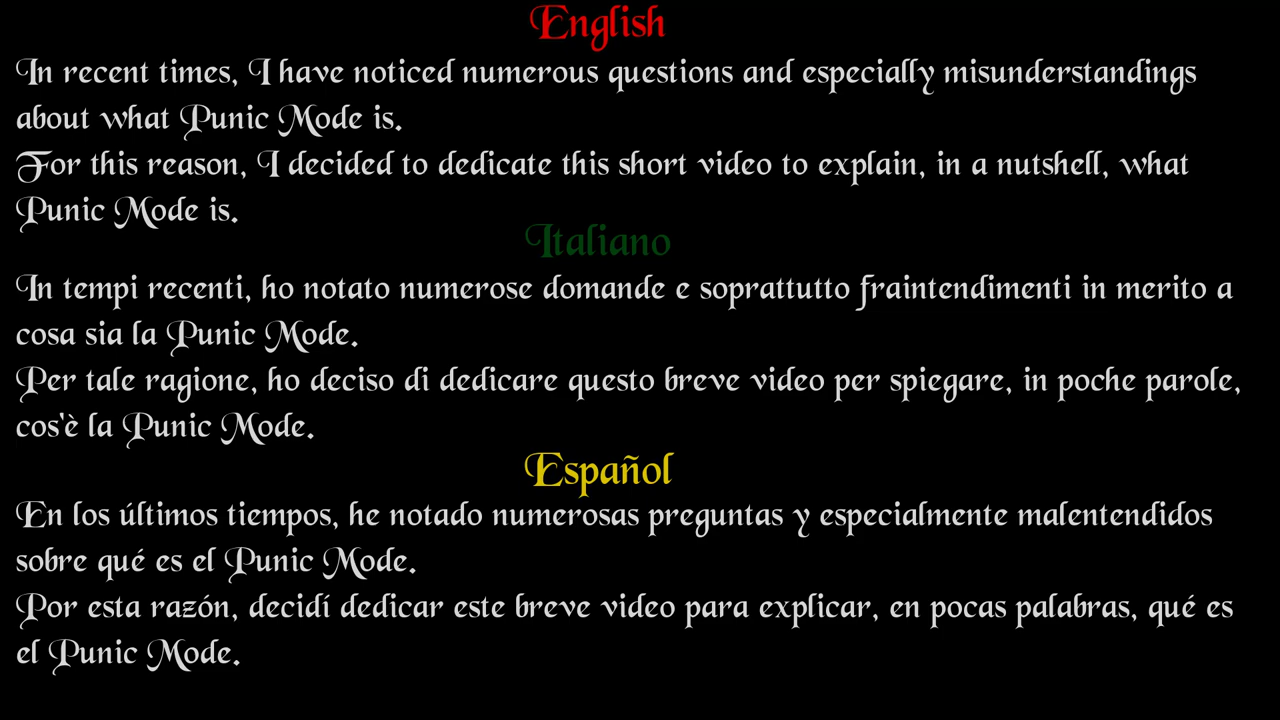 English
In recent times, I have noticed numerous questions and especially misunderstandings
about what Punic Mode is.
For this reason, I decided to dedicate this short video to explain, in a nutshell, what
Punic Mode is.
Italiano
In tempi recenti, ho notato numerose domande e soprattutto fraintendimenti in merito a
cosa sia la Punic Mode.
Per tale ragione, ho deciso di dedicare questo breve video per spiegare, in poche parole,
cos'è la Punic Mode.
Español
En los últimos tiempos, he notado numerosas preguntas y especialmente malentendidos
sobre qué es el Punic Mode.
Por esta razón, decidí dedicar este breve video para explicar, en pocas palabras, qué es
el Punic Mode.